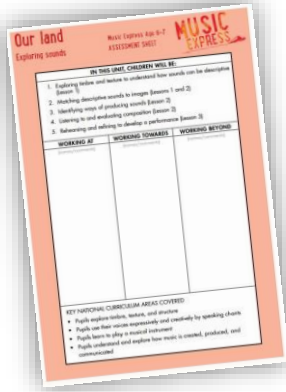 Our land
Exploring sounds
Music Express Age 6–7
ASSESSMENT SHEET
MUSIC
EXPRESS
IN THIS UNIT, CHILDREN WILL BE:
1. Exploring timbre and texture to understand how sounds can be descriptive
(Lesson 1)
2. Matching descriptive sounds to images (Lessons 1 and 2)
3. Identifying ways of producing sounds (Lesson 2)
4. Listening to and evaluating composition (Lesson 2)
5. Rehearsing and refining to develop a performance (Lesson 3)
WORKING AT
WORKING TOWARDS
WORKING BEYOND
KEY NATIONAL CURRICULUM AREAS COVERED
• Pupils explore timbre, texture, and structure
• Pupils use their voices expressively and creatively by speaking chants
• Pupils learn to play a musical instrument
• Pupils understand and explore how music is created, produced, and
communicated